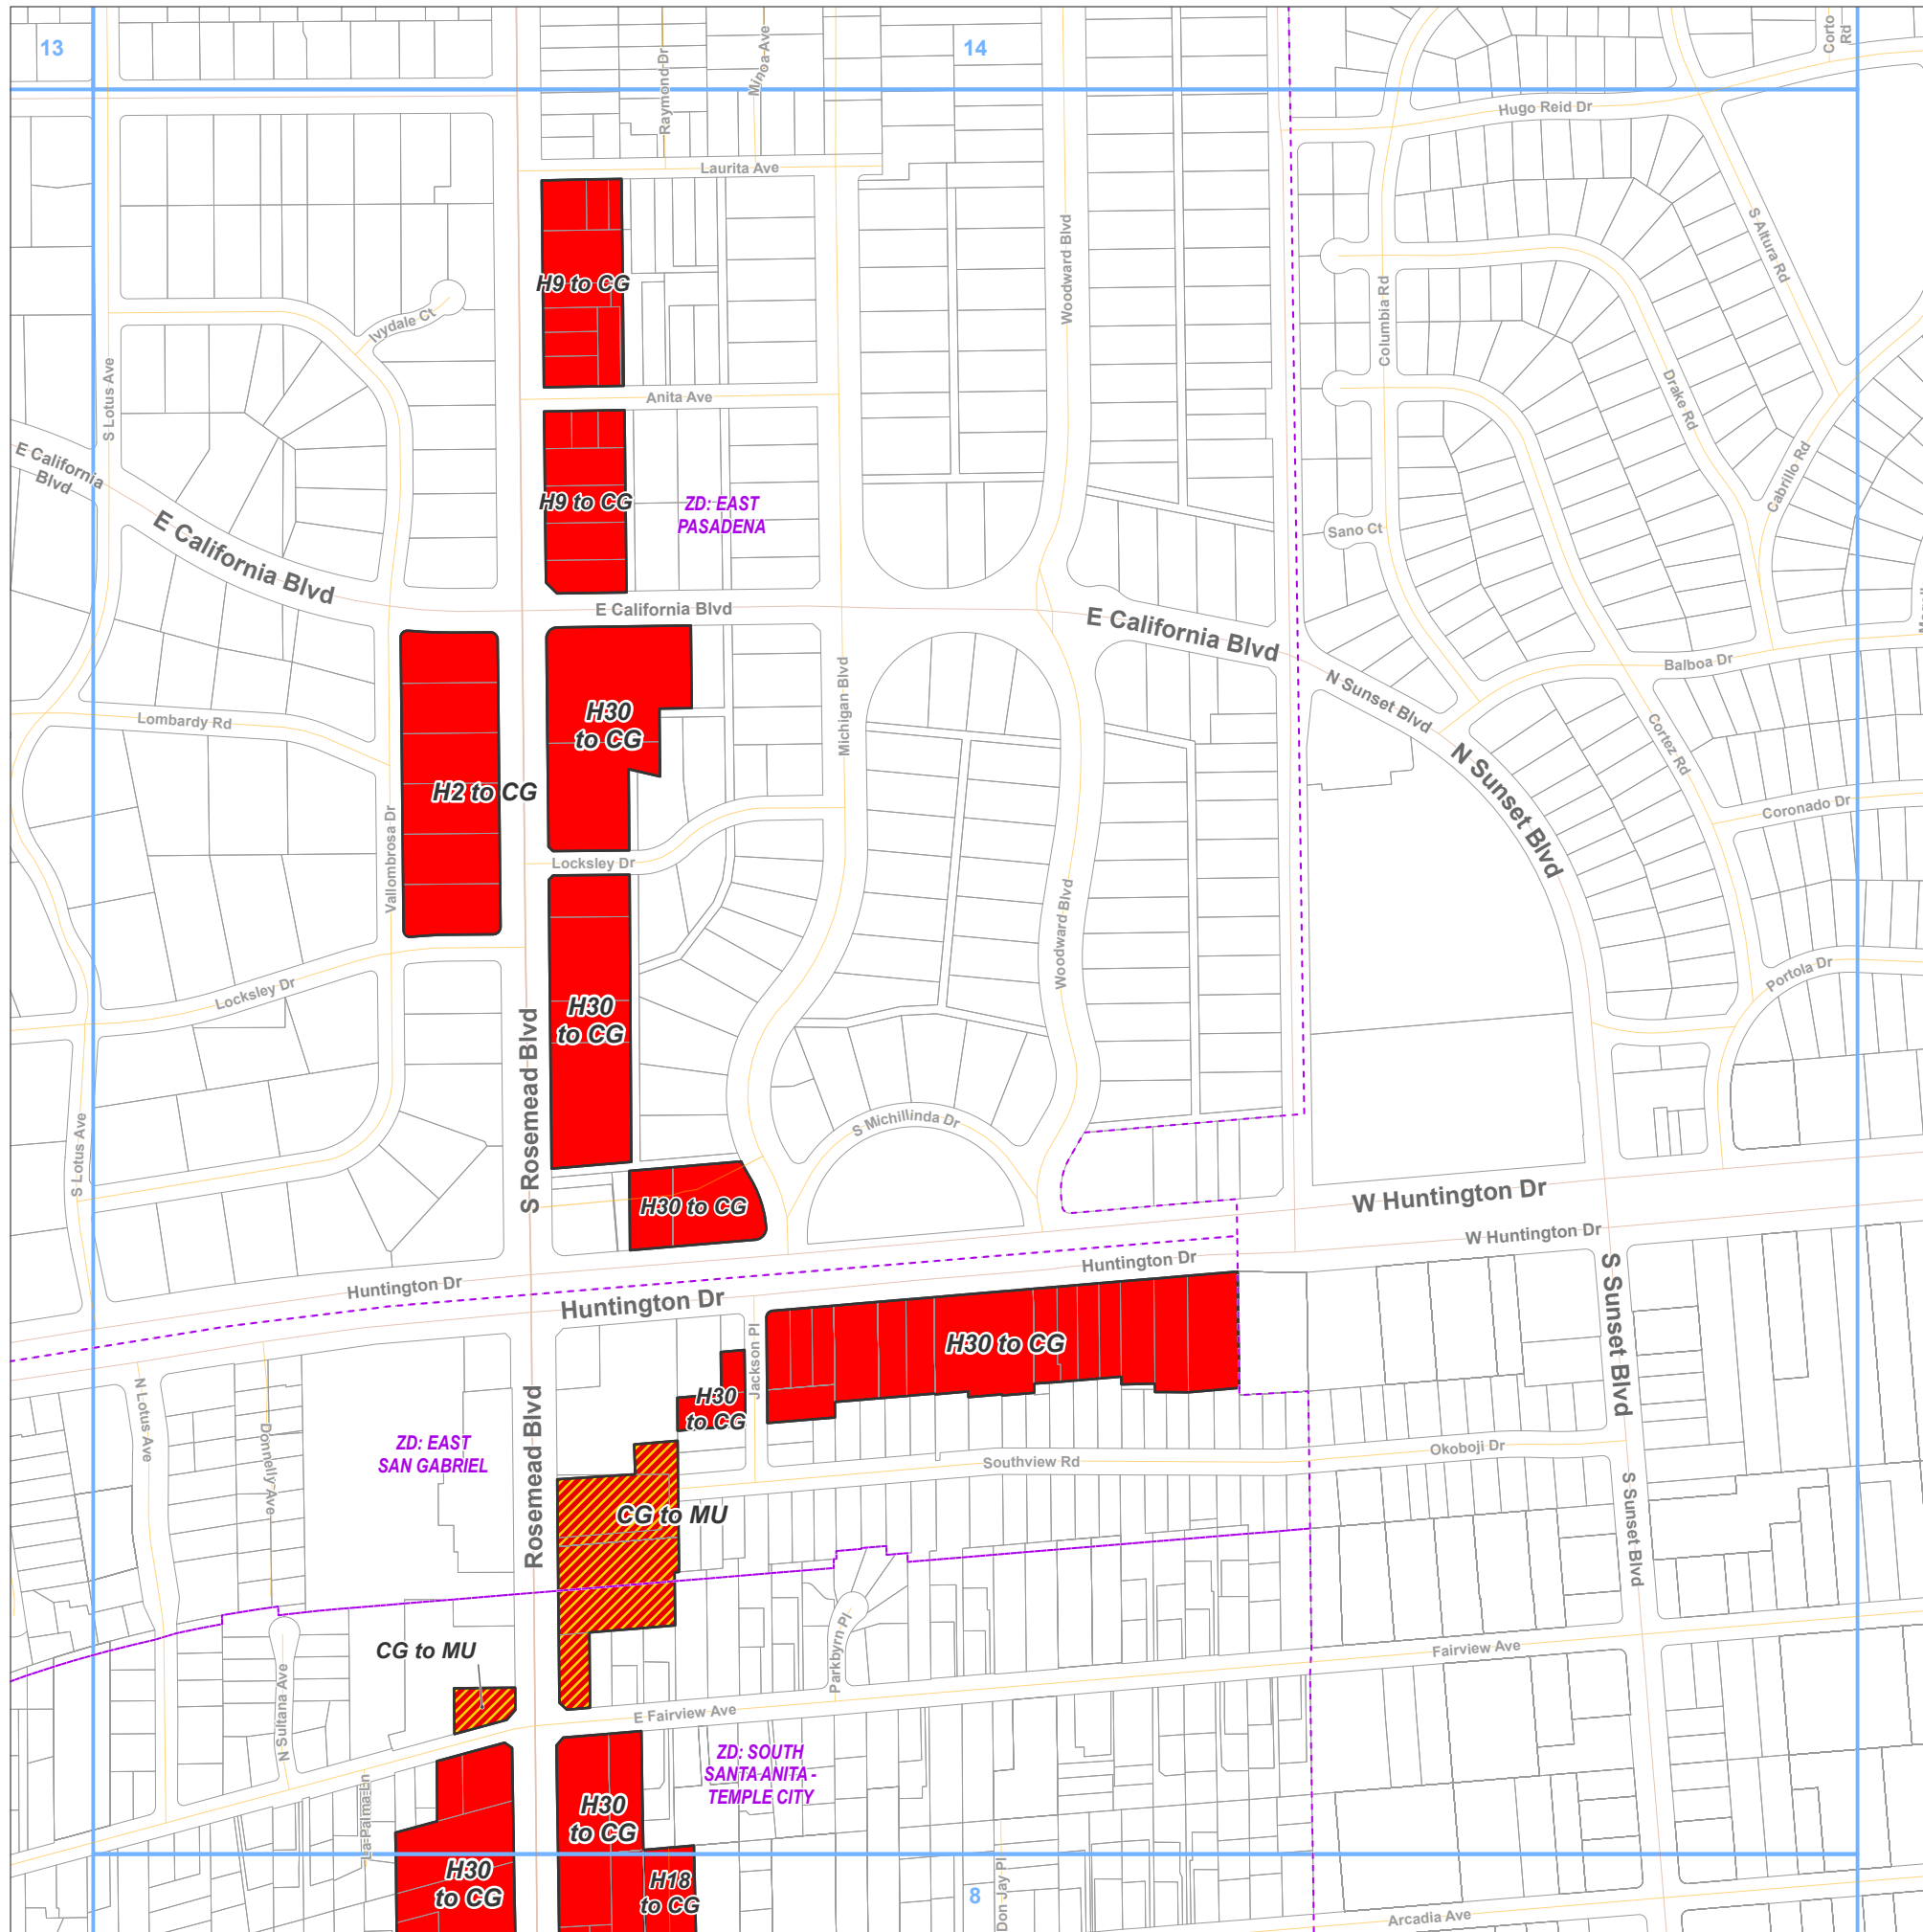 13
14
Corto
Rd
Raymond Dr
Minoa Ave
Hugo Reid Dr
Laurita Ave
S Altura Rd
Woodward Blvd
H9 to CG
Columbia Rd
Ivydale Ct
S Lotus Ave
Anita Ave
Drake Rd
E California
Blvd
Cabrillo Rd
H9 to CG
ZD: EAST
PASADENA
Sano Ct
E California Blvd
E California Blvd
E California Blvd
Balboa Dr
N Sunset Blvd
Michigan Blvd
H30
to CG
Lombardy Rd
Cortez Rd
N Sunset Blvd
H2 to CG
Coronado Dr
Vallombrosa Dr
Locksley Dr
Woodward Blvd
Portola Dr
Locksley Dr
H30
to CG
S Rosemead Blvd
S Michillinda Dr
S Lotus Ave
H30 to CG
W Huntington Dr
W Huntington Dr
Huntington Dr
Huntington Dr
Huntington Dr
S Sunset Blvd
H30 to CG
Jackson Pl
H30
to CG
N Lotus Ave
Donnelly Ave
ZD: EAST
SAN GABRIEL
Rosemead Blvd
Okoboji Dr
Southview Rd
CG to MU
S Sunset Blvd
CG to MU
Parkbyrn Pl
Fairview Ave
N Sultana Ave
E Fairview Ave
ZD: SOUTH
SANTA ANITA -
TEMPLE CITY
La Palma Ln
H30
to CG
H30
to CG
H18
to CG
8
Don Jay Pl
Arcadia Ave